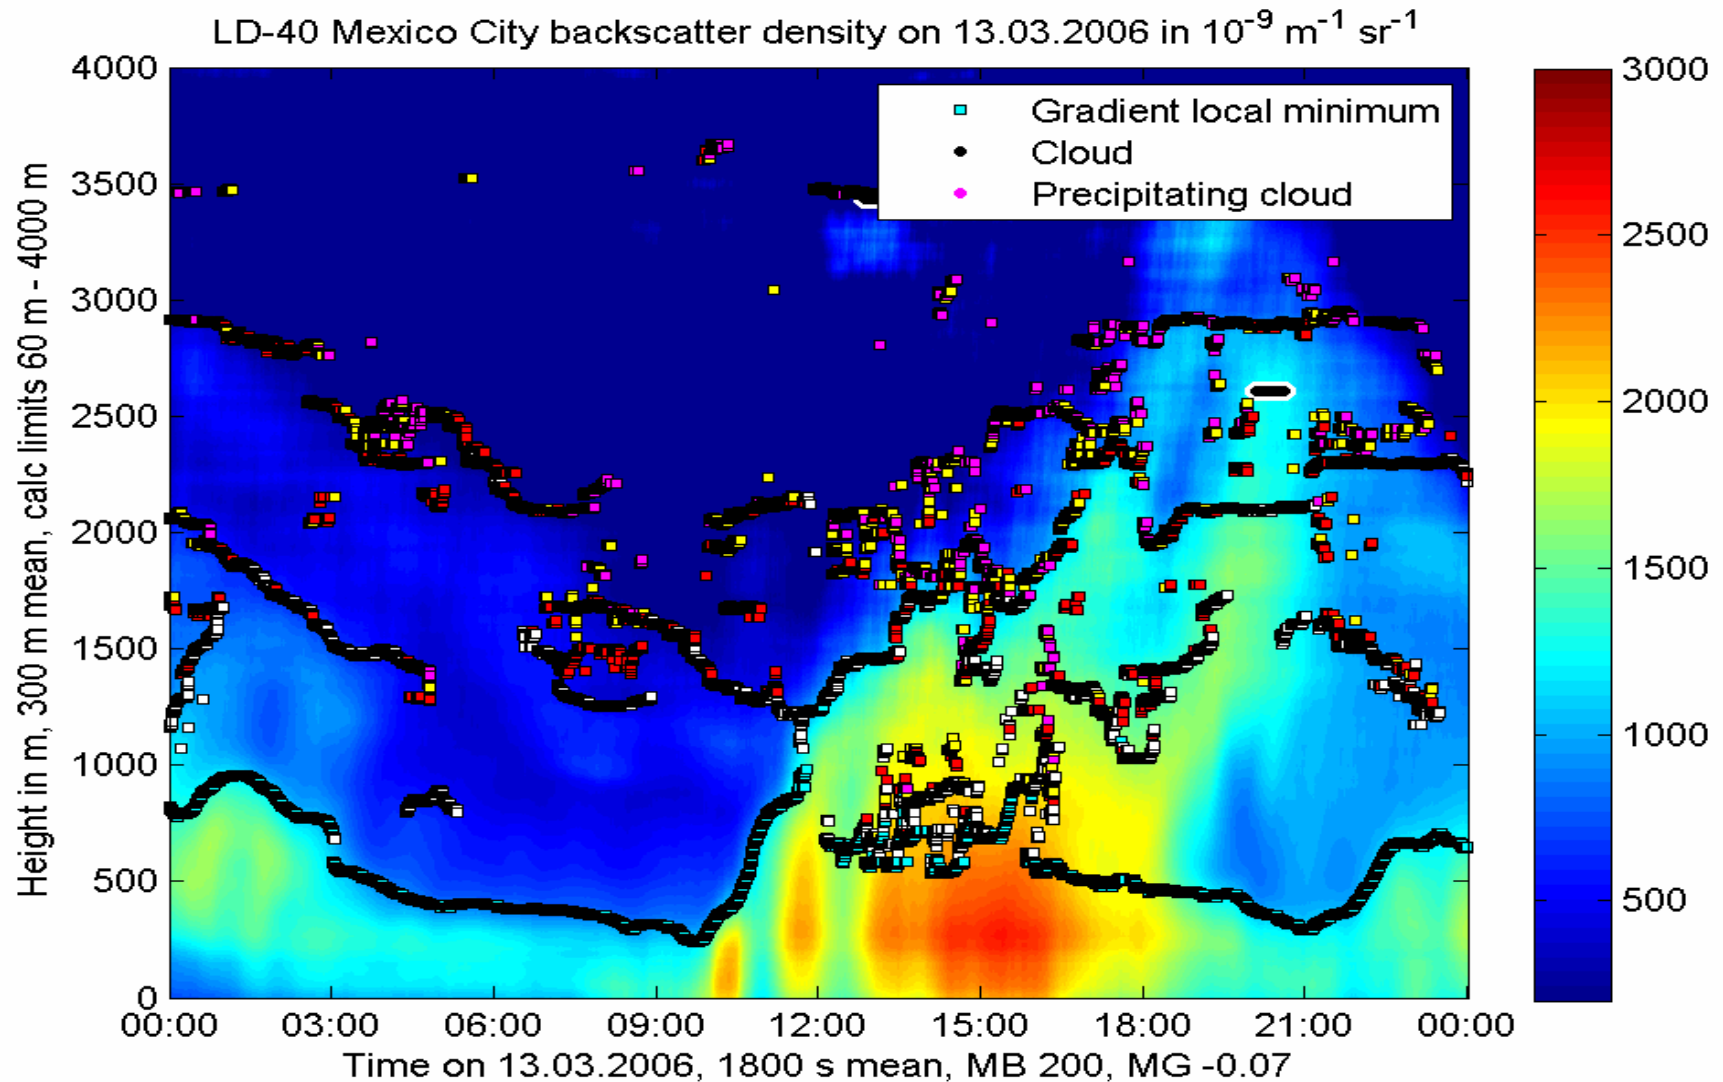 LD-40 Mexico City backscatter density on 13.03.2006 in 10⁻⁹ m⁻¹ sr⁻¹
Gradient local minimum
Cloud
Precipitating cloud
Height in m, 300 m mean, calc limits 60 m - 4000 m
4000
3500
3000
2500
2000
1500
1000
500
0
00:00 03:00 06:00 09:00 12:00 15:00 18:00 21:00 00:00
Time on 13.03.2006, 1800 s mean, MB 200, MG -0.07
3000
2500
2000
1500
1000
500